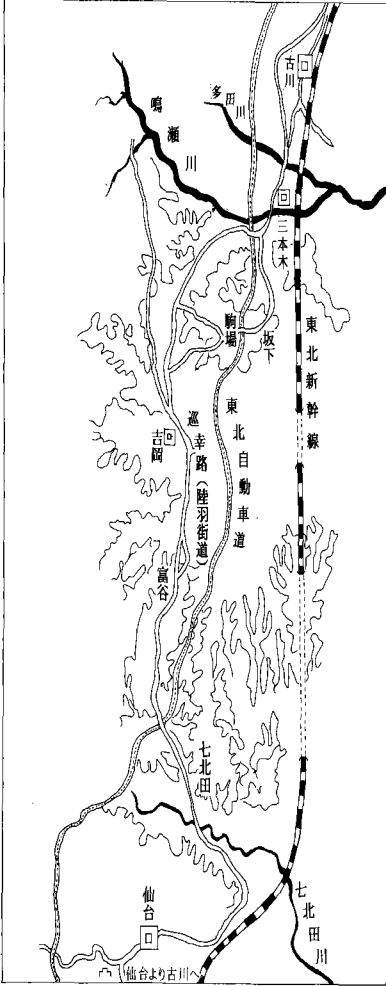 古川
多田川
鳴瀬川
三本木
東北新幹線
駒場
坂下
東北自動車道
巡幸路(陸羽街道)
吉岡
富谷
七北田
七北田川
仙台
仙台より古川へ